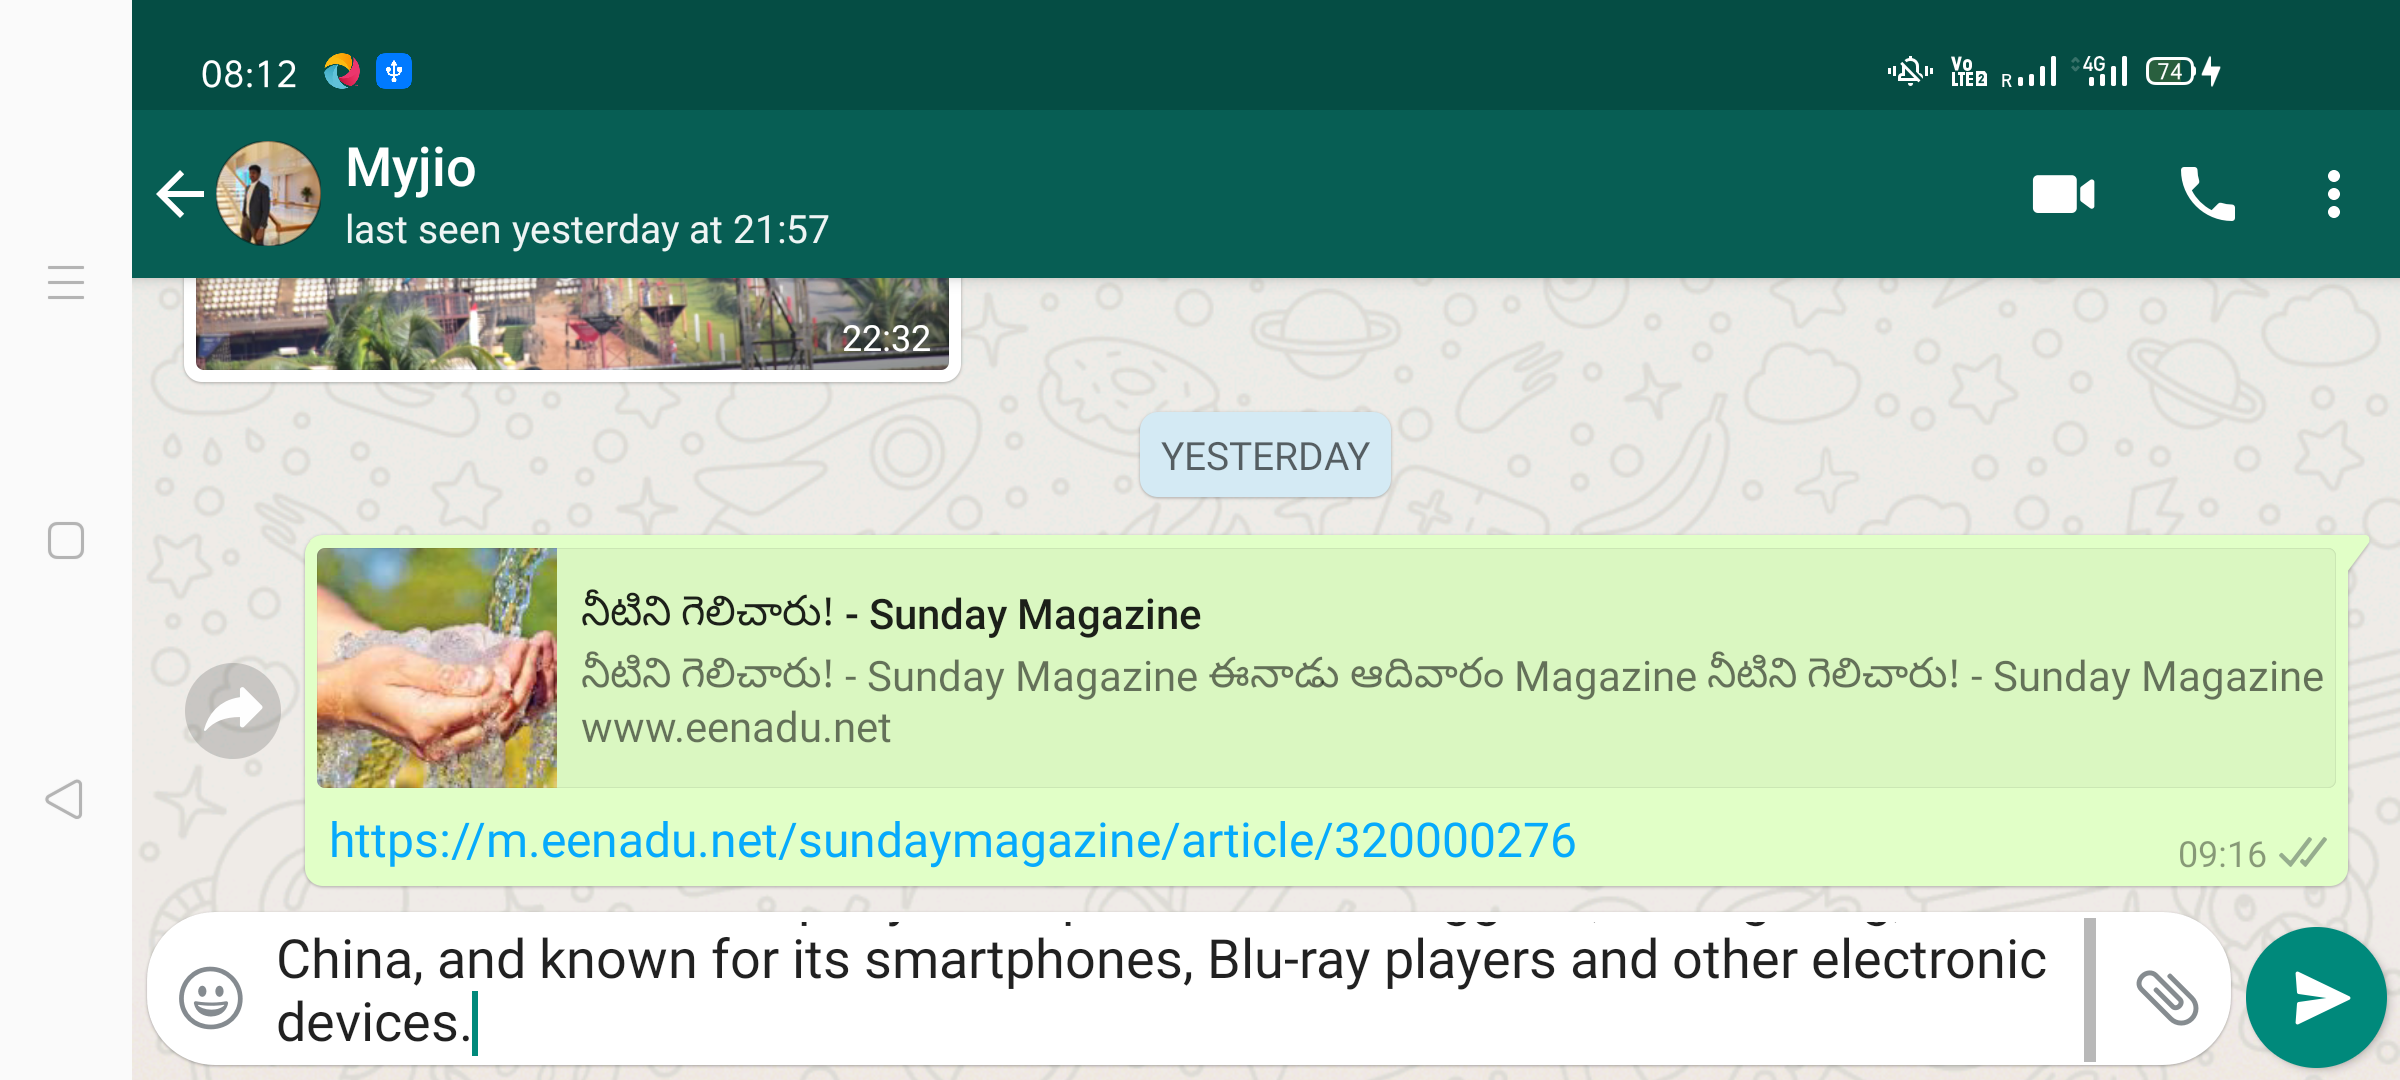 08:12
Vo LTE2 R 4G 74
Myjio
last seen yesterday at 21:57
22:32
YESTERDAY
నీటిని గెలిచారు! - Sunday Magazine
నీటిని గెలిచారు! - Sunday Magazine ఈనాడు ఆదివారం Magazine నీటిని గెలిచారు! - Sunday Magazine
www.eenadu.net
https://m.eenadu.net/sundaymagazine/article/320000276
09:16
China, and known for its smartphones, Blu-ray players and other electronic
devices.